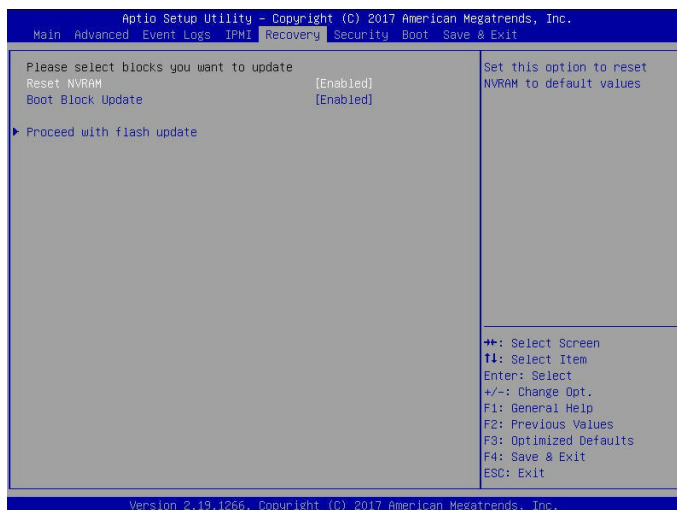 Aptio Setup Utility – Copyright (C) 2017 American Megatrends, Inc.
Main Advanced Event Logs IPMI Recovery Security Boot Save & Exit
Please select blocks you want to update
Reset NVRAM [Enabled]
Boot Block Update [Enabled]
► Proceed with flash update
Set this option to reset
NVRAM to default values
→←: Select Screen
↑↓: Select Item
Enter: Select
+/-: Change Opt.
F1: General Help
F2: Previous Values
F3: Optimized Defaults
F4: Save & Exit
ESC: Exit
Version 2.19.1266. Copyright (C) 2017 American Megatrends, Inc.